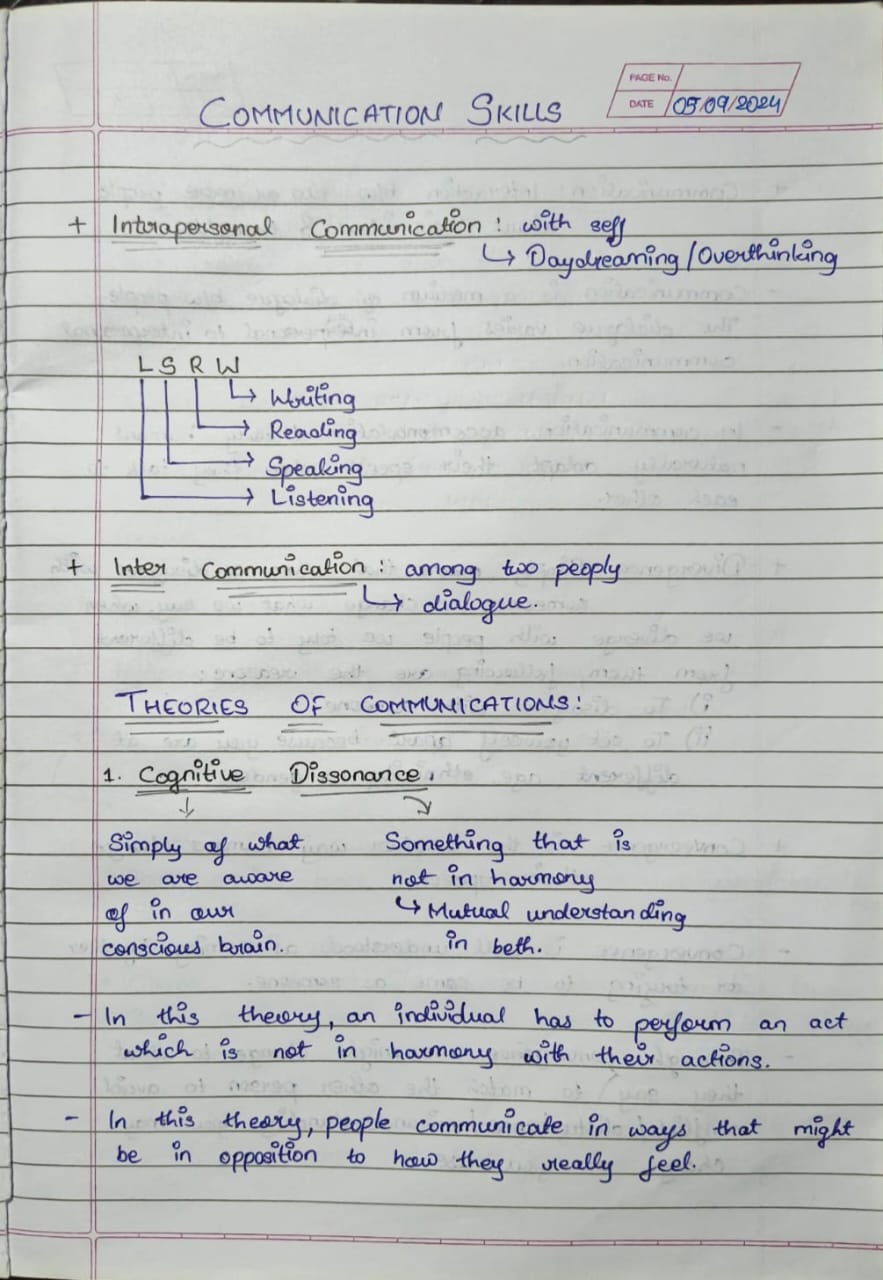 PAGE No.
DATE 05/09/2024
COMMUNICATION SKILLS
+ Intrapersonal Communication : with self
↳ Daydreaming / Overthinking
L S R W
Writing
Reading
Speaking
Listening
+ Inter Communication : among two peoply
↳ dialogue.
THEORIES OF COMMUNICATIONS :
1. Cognitive Dissonance.
Simply of what
we are aware
of in our
conscious brain.
Something that is
not in harmony
↳ Mutual understanding
in beth.
- In this theory, an individual has to perform an act
which is not in harmony with their actions.
- In this theory, people communicate in ways that might
be in opposition to how they really feel.